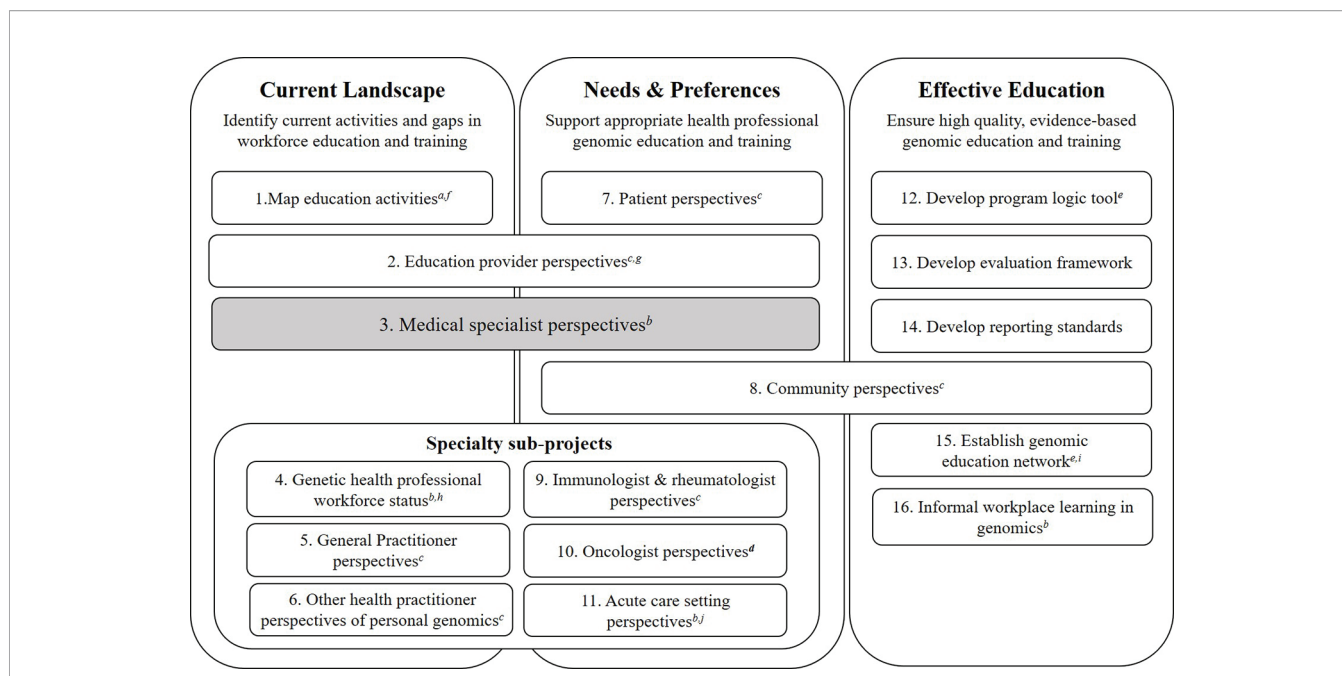 Current Landscape
Identify current activities and gaps in
workforce education and training
1.Map education activities^a,f
Needs & Preferences
Support appropriate health professional
genomic education and training
7. Patient perspectives^c
2. Education provider perspectives^c,g
3. Medical specialist perspectives^b
Effective Education
Ensure high quality, evidence-based
genomic education and training
12. Develop program logic tool^e
13. Develop evaluation framework
14. Develop reporting standards
8. Community perspectives^c
Specialty sub-projects
4. Genetic health professional
workforce status^b,h
5. General Practitioner
perspectives^c
6. Other health practitioner
perspectives of personal genomics^c
9. Immunologist & rheumatologist
perspectives^c
10. Oncologist perspectives^d
11. Acute care setting
perspectives^b,j
15. Establish genomic
education network^e,i
16. Informal workplace learning in
genomics^b